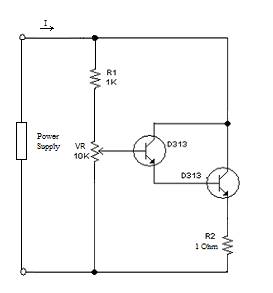 I
R1
1K
Power
Supply
VR
10K
D313
D313
R2
1 Ohm